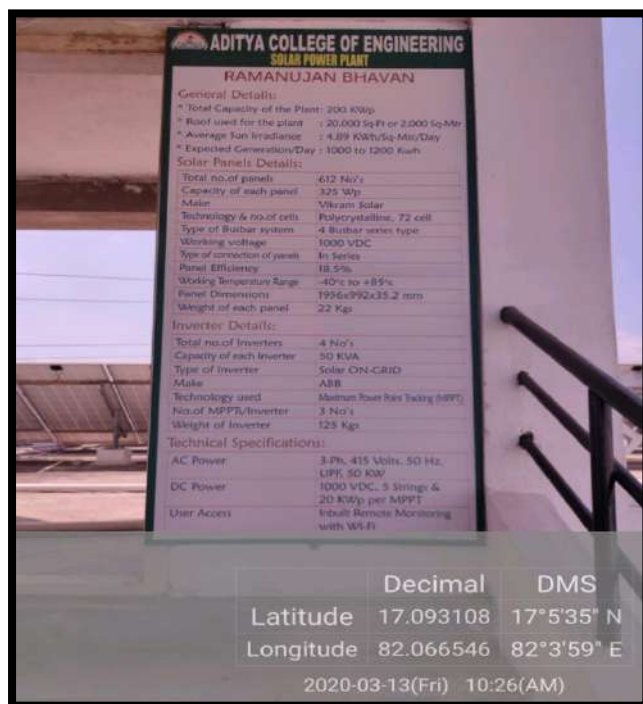 ADITYA COLLEGE OF ENGINEERING
SOLAR POWER PLANT
RAMANUJAN BHAVAN
General Details:
* Total Capacity of the Plant: 200 KWp
* Roof used for the plant : 20,000 Sq-Ft or 2,000 Sq-Mtr
* Average Sun Irradiance : 4.89 KWh/Sq-Mtr/Day
* Expected Generation/Day : 1000 to 1200 Kwh
Solar Panels Details:
Total no.of panels 612 No's
Capacity of each panel 325 Wp
Make Vikram Solar
Technology & no.of cells Polycrystalline, 72 cell
Type of Busbar system 4 Busbar series type
Working voltage 1000 VDC
Type of connection of panels In Series
Panel Efficiency 18.5%
Working Temperature Range -40°c to +85°c
Panel Dimensions 1956x992x35.2 mm
Weight of each panel 22 Kgs
Inverter Details:
Total no.of Inverters 4 No's
Capacity of each Inverter 50 KVA
Type of Inverter Solar ON-GRID
Make ABB
Technology used Maximum Power Point Tracking (MPPT)
No.of MPPTs/Inverter 3 No's
Weight of Inverter 125 Kgs
Technical Specifications:
AC Power 3-Ph, 415 Volts, 50 Hz,
UPF, 50 KW
DC Power 1000 VDC, 5 Strings &
20 KWp per MPPT
User Access Inbuilt Remote Monitoring
with Wi-Fi
Decimal DMS
Latitude 17.093108 17°5'35" N
Longitude 82.066546 82°3'59" E
2020-03-13(Fri) 10:26(AM)